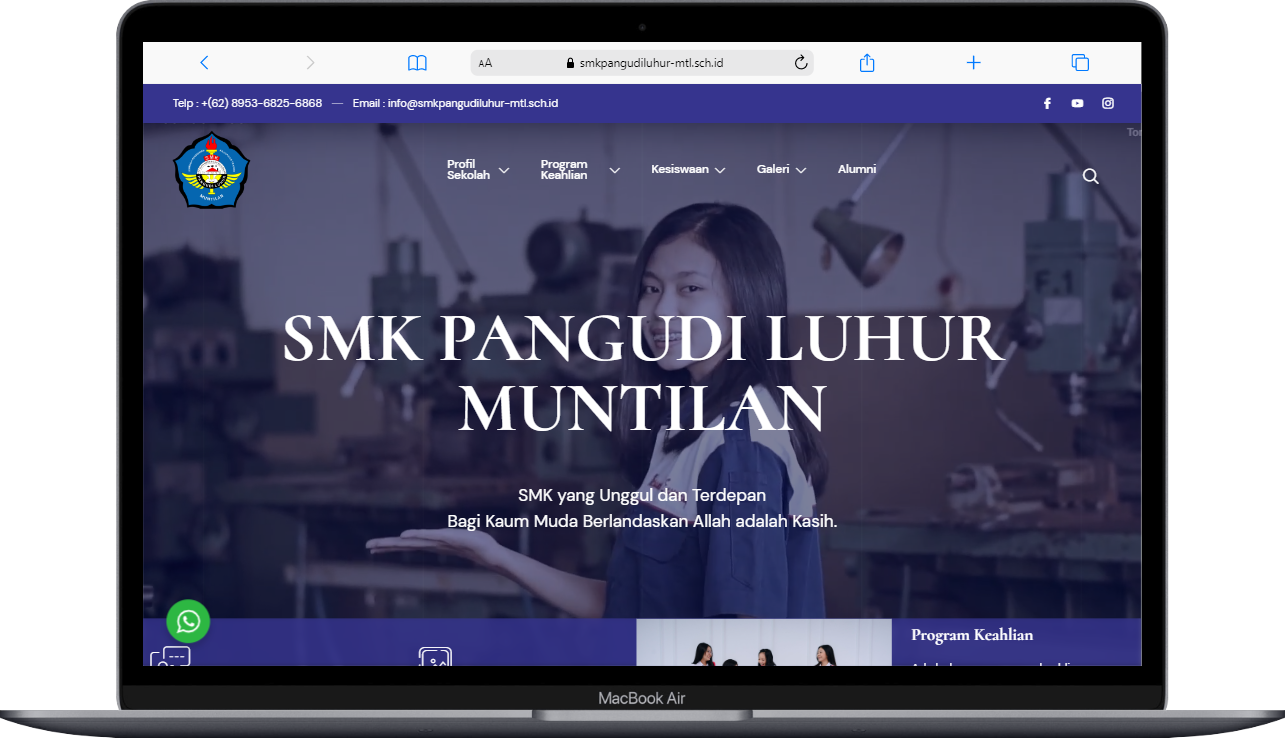 AA
smkpangudiluhur-mtl.sch.id
Telp : +(62) 8953-6825-6868 — Email : info@smkpangudiluhur-mtl.sch.id
Profil
Sekolah
Program
Keahlian
Kesiswaan
Galeri
Alumni
MUNTILAN
SMK PANGUDI LUHUR
MUNTILAN
SMK yang Unggul dan Terdepan
Bagi Kaum Muda Berlandaskan Allah adalah Kasih.
Program Keahlian
MacBook Air